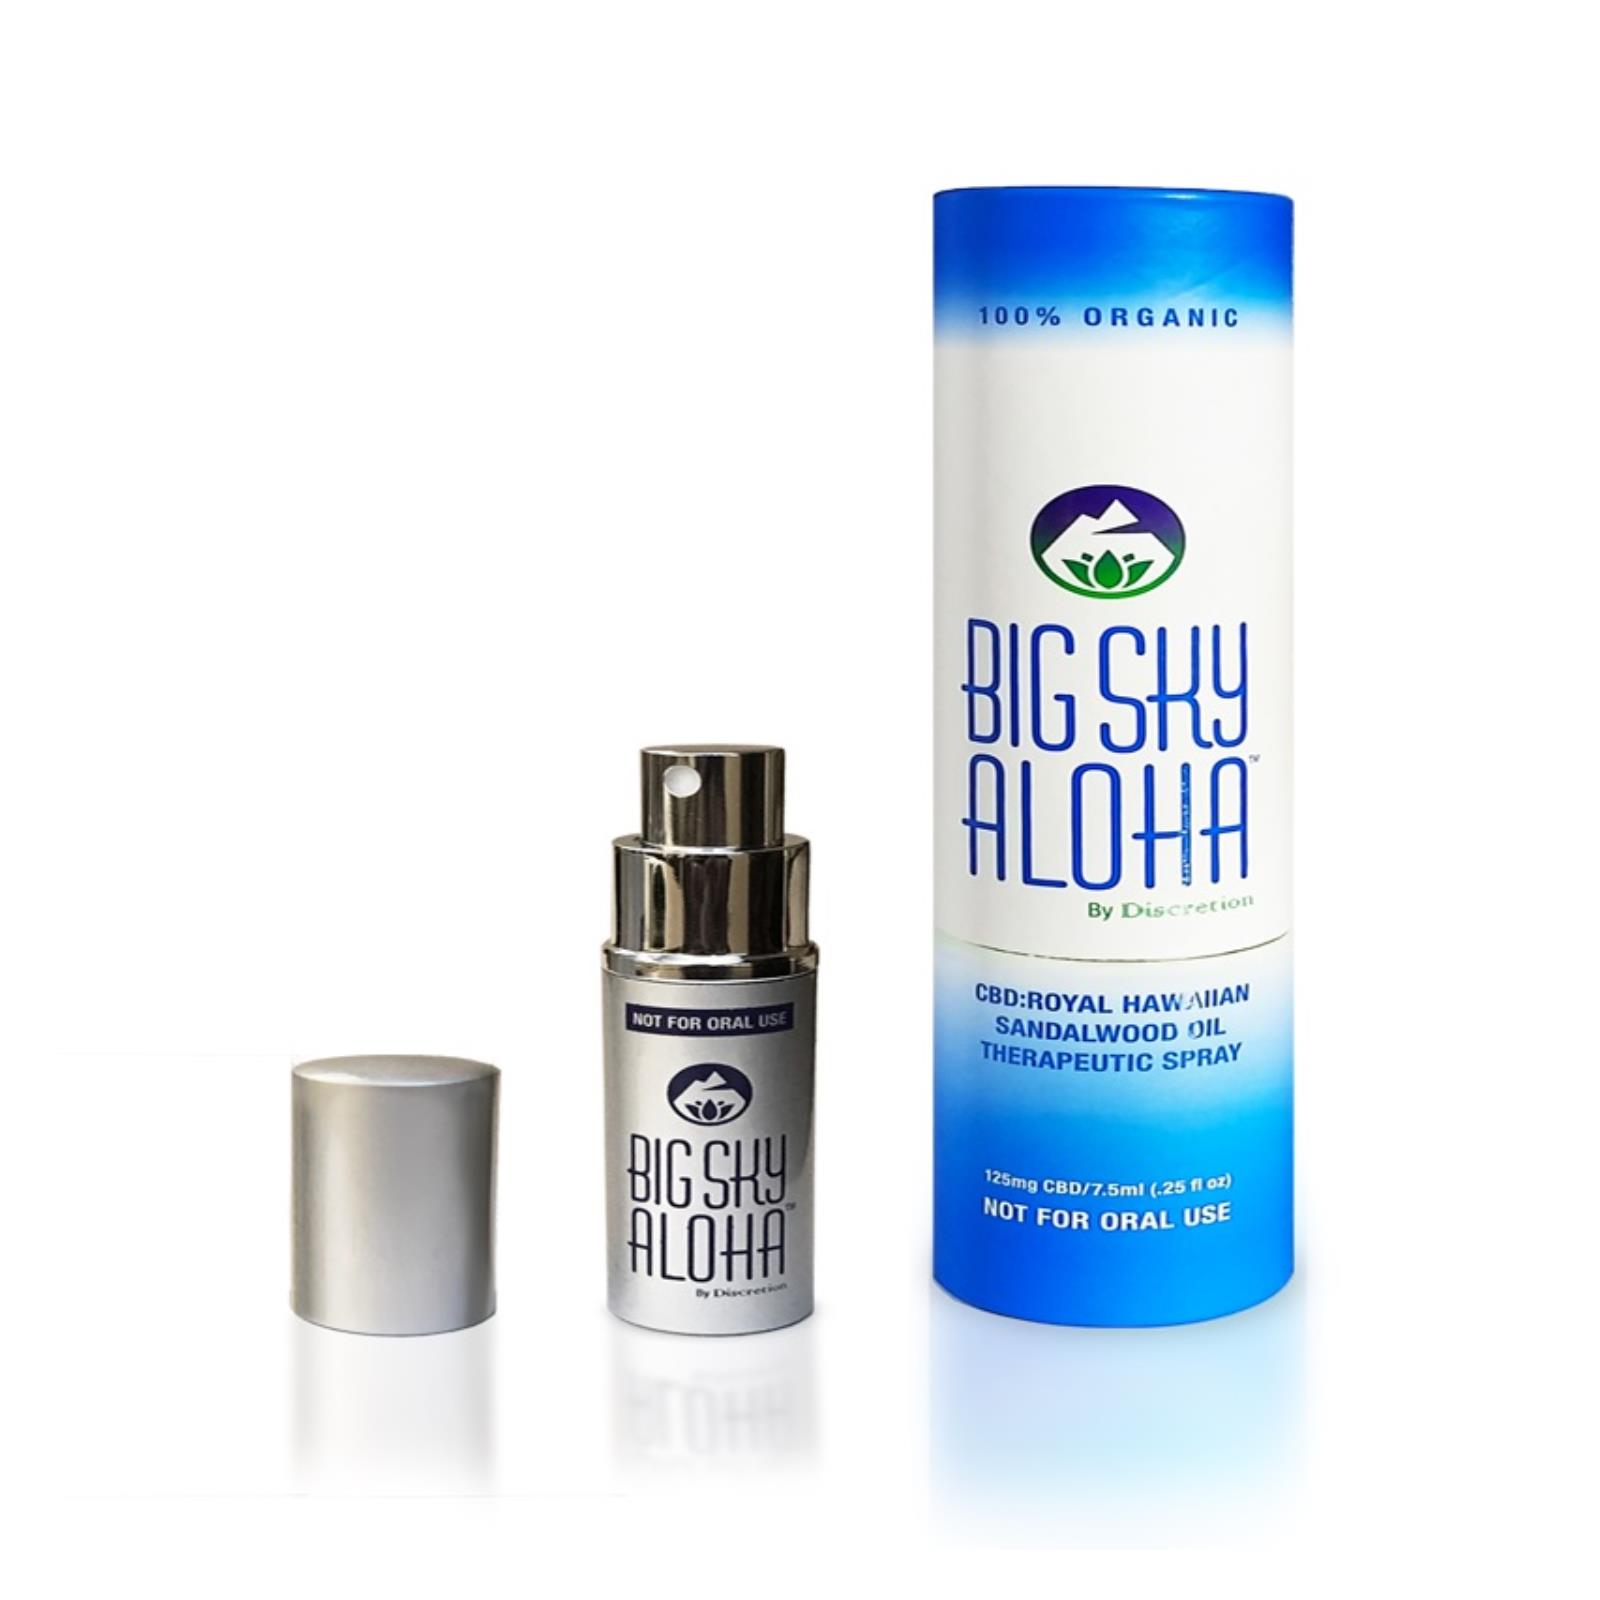 NOT FOR ORAL USE
BIG SKY
ALOHA™
By Discretion
100% ORGANIC
BIG SKY
ALOHA™
By Discretion
CBD:ROYAL HAWAIIAN
SANDALWOOD OIL
THERAPEUTIC SPRAY
125mg CBD/7.5ml (.25 fl oz)
NOT FOR ORAL USE